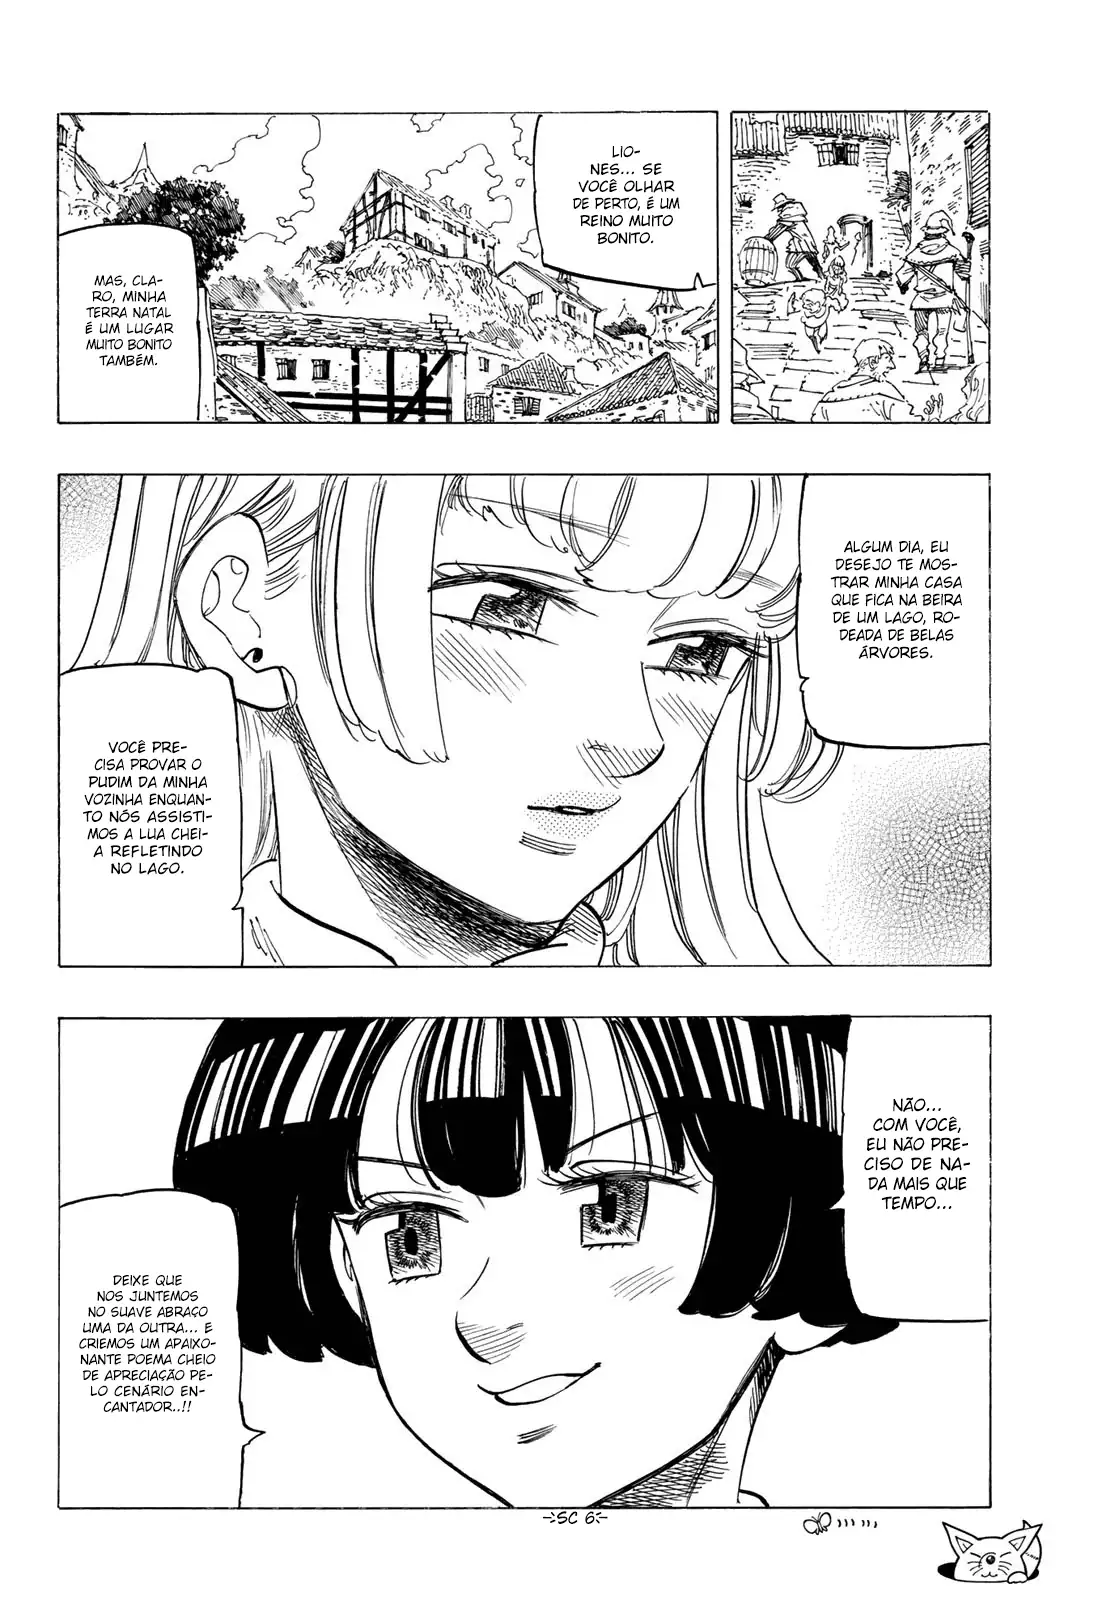 LIO-
NES... SE
VOCÊ OLHAR
DE PERTO, É UM
REINO MUITO
BONITO.
MAS, CLA-
RO, MINHA
TERRA NATAL
É UM LUGAR
MUITO BONITO
TAMBÉM.
ALGUM DIA, EU
DESEJO TE MOS-
TRAR MINHA CASA
QUE FICA NA BEIRA
DE UM LAGO, RO-
DEADA DE BELAS
ÁRVORES.
VOCÊ PRE-
CISA PROVAR O
PUDIM DA MINHA
VOZINHA ENQUAN-
TO NÓS ASSISTI-
MOS A LUA CHEI-
A REFLETINDO
NO LAGO.
NÃO...
COM VOCÊ,
EU NÃO PRE-
CISO DE NA-
DA MAIS QUE
TEMPO...
DEIXE QUE
NOS JUNTEMOS
NO SUAVE ABRAÇO
UMA DA OUTRA... E
CRIEMOS UM APAIXO-
NANTE POEMA CHEIO
DE APRECIAÇÃO PE-
LO CENÁRIO EN-
CANTADOR..!!
SC 6